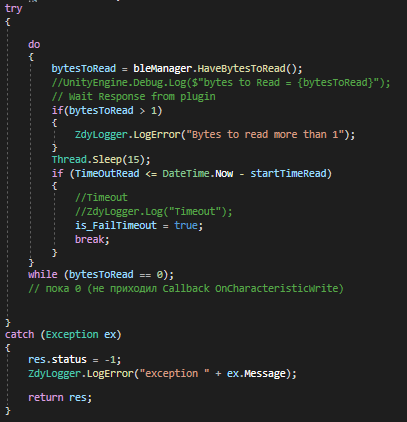 try
{
do
{
bytesToRead = bleManager.HaveBytesToRead();
//UnityEngine.Debug.Log($"bytes to Read = {bytesToRead}");
// Wait Response from plugin
if(bytesToRead > 1)
{
ZdyLogger.LogError("Bytes to read more than 1");
}
Thread.Sleep(15);
if (TimeOutRead <= DateTime.Now - startTimeRead)
{
//Timeout
//ZdyLogger.Log("Timeout");
is_FailTimeout = true;
break;
}
}
while (bytesToRead == 0);
// пока 0 (не приходил Callback OnCharacteristicWrite)
}
catch (Exception ex)
{
res.status = -1;
ZdyLogger.LogError("exception " + ex.Message);
return res;
}